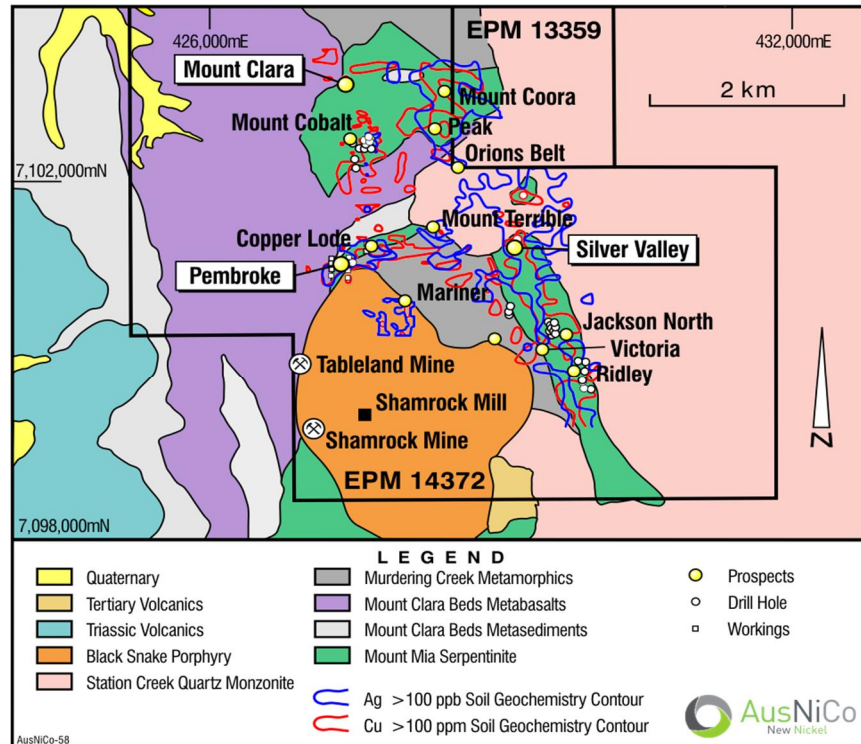 EPM 13359
426,000mE
432,000mE
Mount Clara
2 km
Mount Coora
Mount Cobalt
Peak
Orions Belt
7,102,000mN
Mount Terrible
Copper Lode
Silver Valley
Pembroke
Mariner
Jackson North
Victoria
Tableland Mine
Ridley
Shamrock Mill
Shamrock Mine
N
EPM 14372
7,098,000mN
LEGEND
Quaternary
Tertiary Volcanics
Triassic Volcanics
Black Snake Porphyry
Station Creek Quartz Monzonite
Murdering Creek Metamorphics
Mount Clara Beds Metabasalts
Mount Clara Beds Metasediments
Mount Mia Serpentinite
Prospects
Drill Hole
Workings
Ag >100 ppb Soil Geochemistry Contour
Cu >100 ppm Soil Geochemistry Contour
AusNiCo
New Nickel
AusNiCo-58